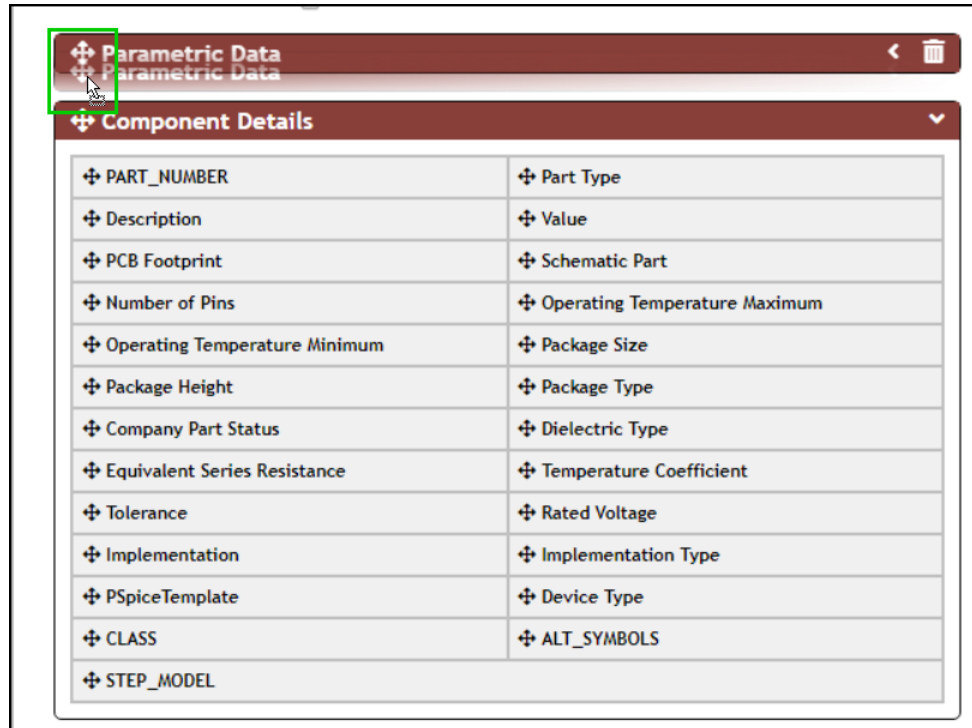 Parametric Data
Parametric Data
Component Details
PART_NUMBER Part Type
Description Value
PCB Footprint Schematic Part
Number of Pins Operating Temperature Maximum
Operating Temperature Minimum Package Size
Package Height Package Type
Company Part Status Dielectric Type
Equivalent Series Resistance Temperature Coefficient
Tolerance Rated Voltage
Implementation Implementation Type
PSpiceTemplate Device Type
CLASS ALT_SYMBOLS
STEP_MODEL